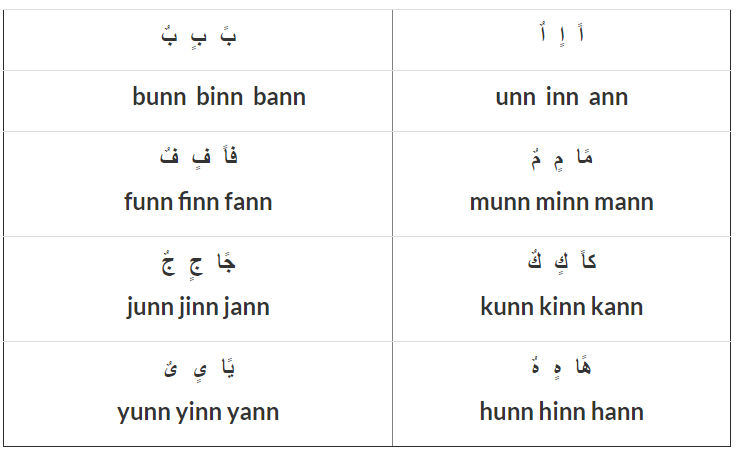 اً اٍ اٌ
unn inn ann
بً بٍ بٌ
bunn binn bann
مًا مٍ مٌ
munn minn mann
فاً فٍ فٌ
funn finn fann
كاً كٍ كٌ
kunn kinn kann
جًا جٍ جٌ
junn jinn jann
هًا هٍ هٌ
hunn hinn hann
يًا يٍ ىٌ
yunn yinn yann